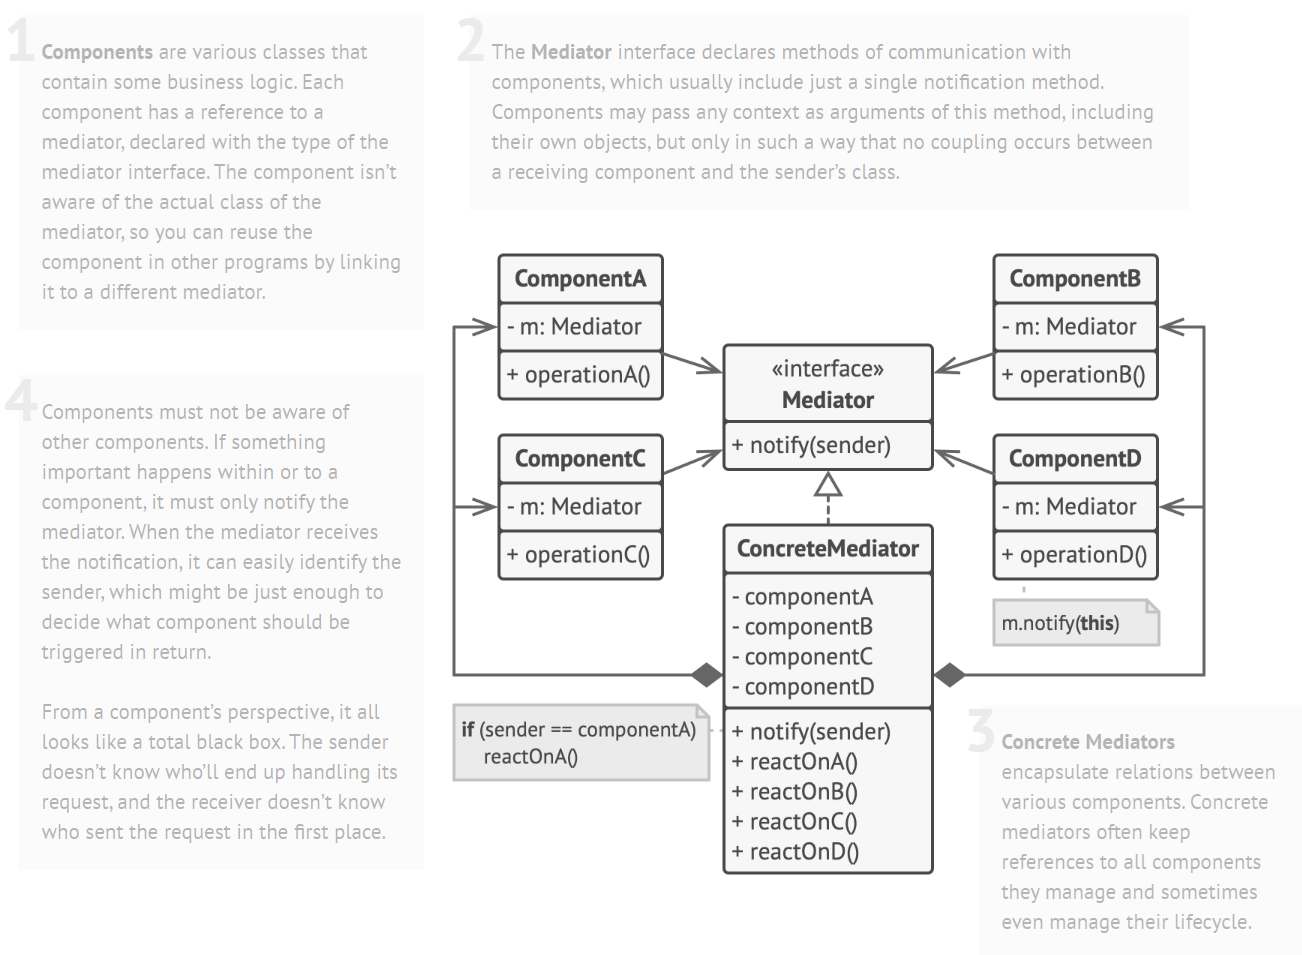 1
Components are various classes that
contain some business logic. Each
component has a reference to a
mediator, declared with the type of the
mediator interface. The component isn’t
aware of the actual class of the
mediator, so you can reuse the
component in other programs by linking
it to a different mediator.
2
The Mediator interface declares methods of communication with
components, which usually include just a single notification method.
Components may pass any context as arguments of this method, including
their own objects, but only in such a way that no coupling occurs between
a receiving component and the sender’s class.
ComponentA
- m: Mediator
+ operationA()
ComponentB
- m: Mediator
+ operationB()
«interface»
Mediator
+ notify(sender)
ComponentC
- m: Mediator
+ operationC()
ComponentD
- m: Mediator
+ operationD()
m.notify(this)
ConcreteMediator
- componentA
- componentB
- componentC
- componentD
+ notify(sender)
+ reactOnA()
+ reactOnB()
+ reactOnC()
+ reactOnD()
if (sender == componentA)
reactOnA()
3
Concrete Mediators
encapsulate relations between
various components. Concrete
mediators often keep
references to all components
they manage and sometimes
even manage their lifecycle.
4
Components must not be aware of
other components. If something
important happens within or to a
component, it must only notify the
mediator. When the mediator receives
the notification, it can easily identify the
sender, which might be just enough to
decide what component should be
triggered in return.
From a component’s perspective, it all
looks like a total black box. The sender
doesn’t know who’ll end up handling its
request, and the receiver doesn’t know
who sent the request in the first place.